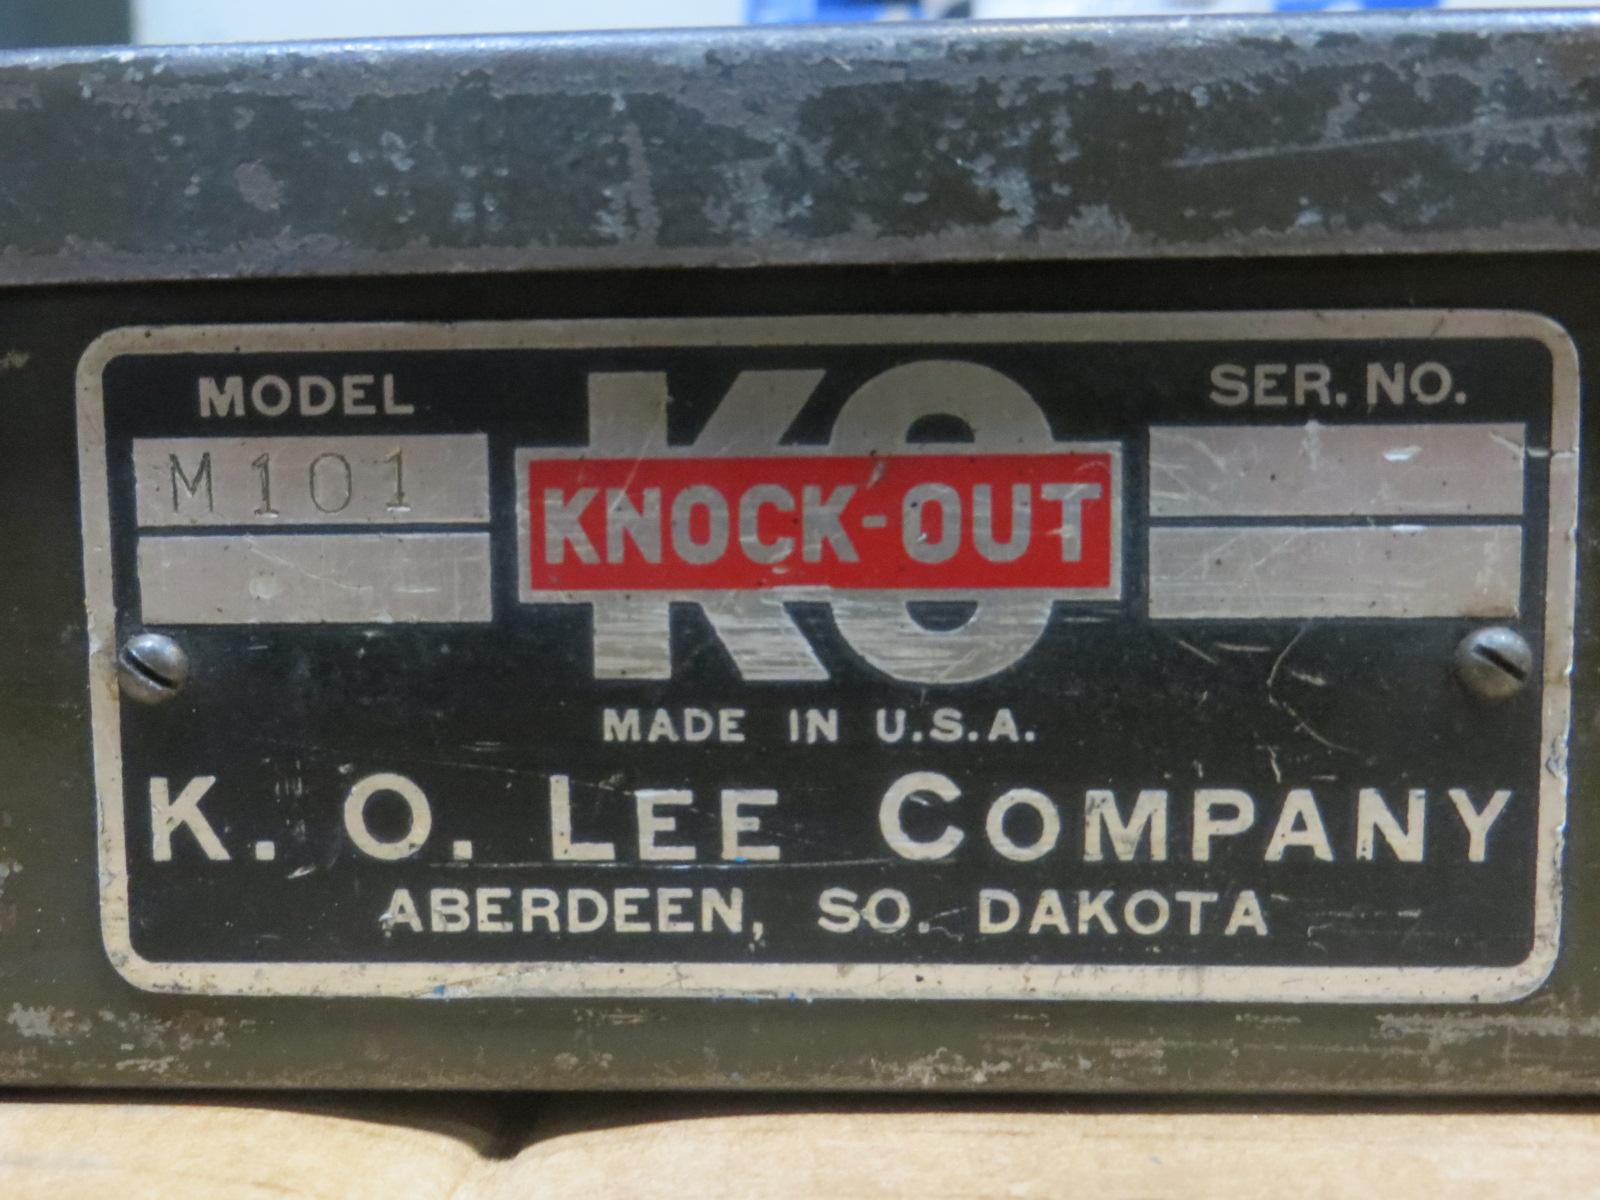 MODEL
M101
KO
KNOCK-OUT
SER. NO.
MADE IN U.S.A.
K. O. LEE COMPANY
ABERDEEN, SO. DAKOTA